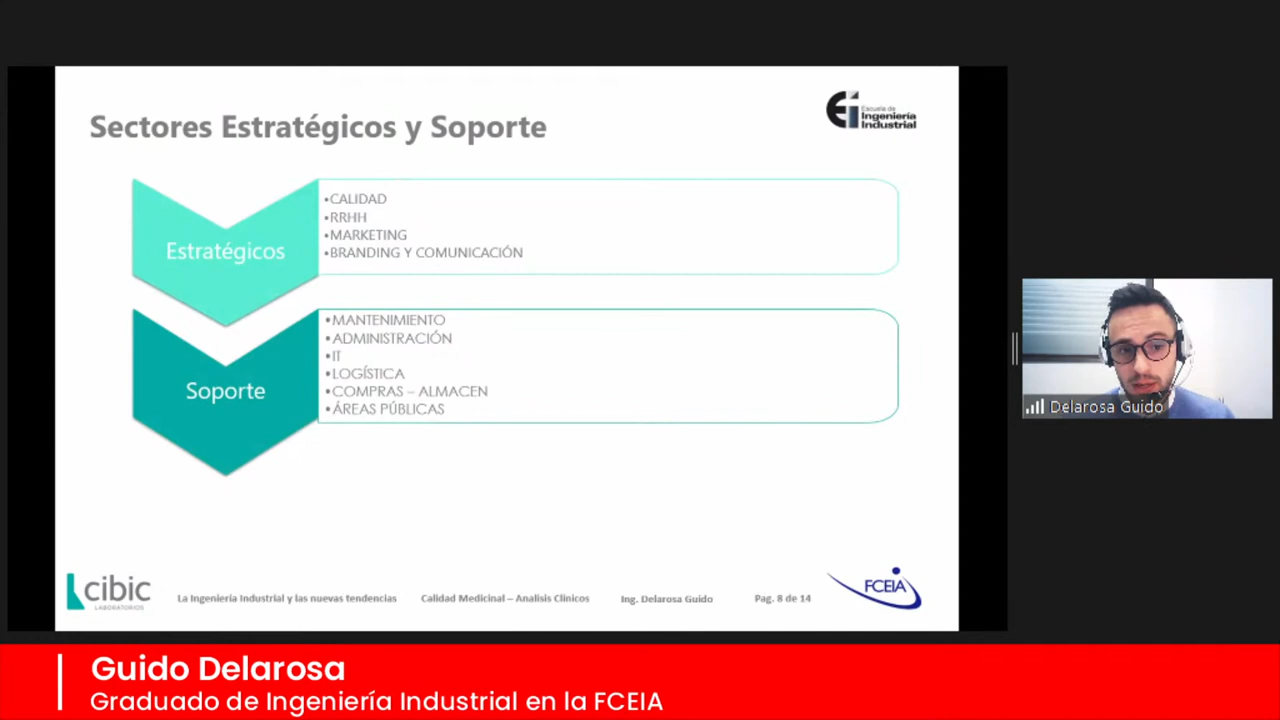 Sectores Estratégicos y Soporte
Escuela de
Ingeniería
Industrial
Estratégicos
•CALIDAD
•RRHH
•MARKETING
•BRANDING Y COMUNICACIÓN
Soporte
•MANTENIMIENTO
•ADMINISTRACIÓN
•IT
•LOGÍSTICA
•COMPRAS – ALMACEN
•ÁREAS PÚBLICAS
Delarosa Guido
cibic
LABORATORIOS
La Ingeniería Industrial y las nuevas tendencias
Calidad Medicinal – Analisis Clinicos
Ing. Delarosa Guido
Pag. 8 de 14
FCEIA
Guido Delarosa
Graduado de Ingeniería Industrial en la FCEIA